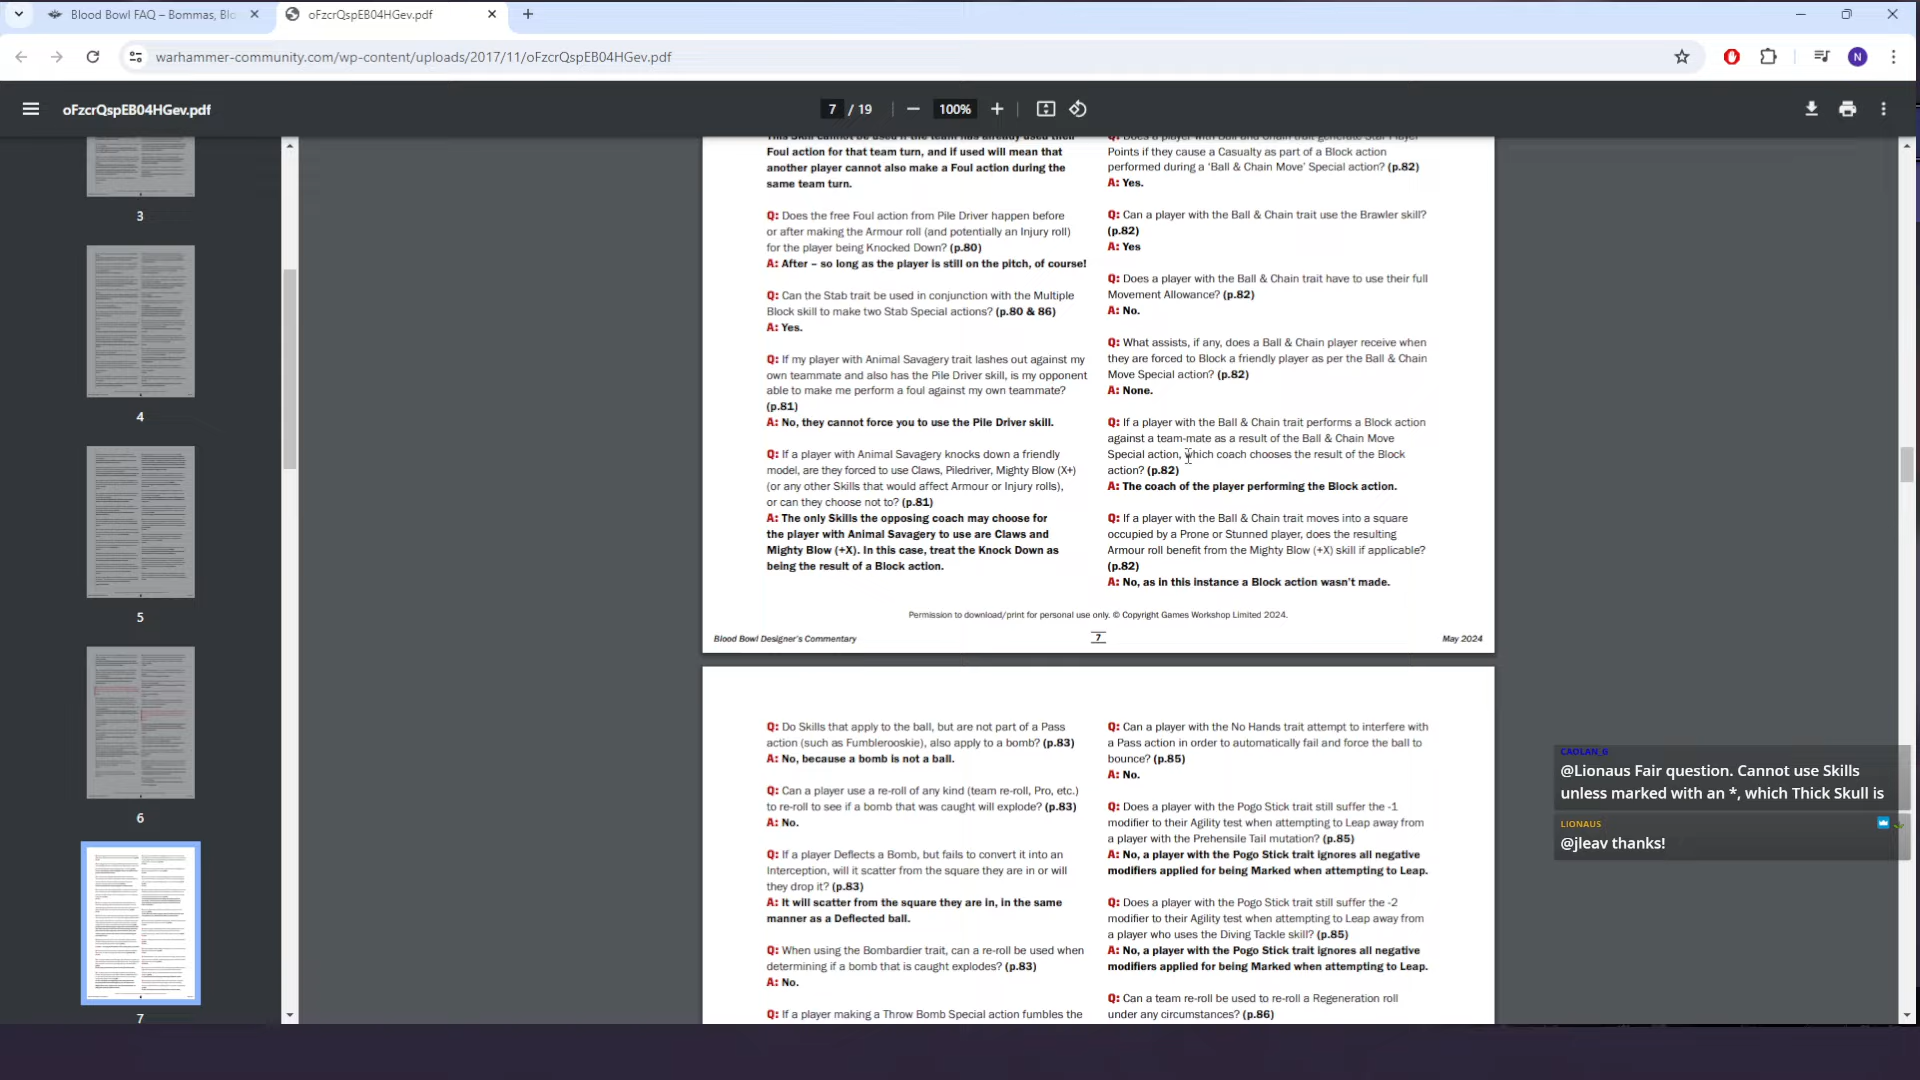 Blood Bowl FAQ – Bommas, Blo
oFzcrQspEB04HGev.pdf
warhammer-community.com/wp-content/uploads/2017/11/oFzcrQspEB04HGev.pdf
N
oFzcrQspEB04HGev.pdf
7 / 19
100%
3
4
5
6
7
This Skill cannot be used if the team has already used their
Foul action for that team turn, and if used will mean that
another player cannot also make a Foul action during the
same team turn.
Q: Does the free Foul action from Pile Driver happen before
or after making the Armour roll (and potentially an Injury roll)
for the player being Knocked Down? (p.80)
A: After – so long as the player is still on the pitch, of course!
Q: Can the Stab trait be used in conjunction with the Multiple
Block skill to make two Stab Special actions? (p.80 & 86)
A: Yes.
Q: If my player with Animal Savagery trait lashes out against my
own teammate and also has the Pile Driver skill, is my opponent
able to make me perform a foul against my own teammate?
(p.81)
A: No, they cannot force you to use the Pile Driver skill.
Q: If a player with Animal Savagery knocks down a friendly
model, are they forced to use Claws, Piledriver, Mighty Blow (X+)
(or any other Skills that would affect Armour or Injury rolls),
or can they choose not to? (p.81)
A: The only Skills the opposing coach may choose for
the player with Animal Savagery to use are Claws and
Mighty Blow (+X). In this case, treat the Knock Down as
being the result of a Block action.
Q: Does a player with Ball and Chain trait generate Star Player
Points if they cause a Casualty as part of a Block action
performed during a ‘Ball & Chain Move’ Special action? (p.82)
A: Yes.
Q: Can a player with the Ball & Chain trait use the Brawler skill?
(p.82)
A: Yes
Q: Does a player with the Ball & Chain trait have to use their full
Movement Allowance? (p.82)
A: No.
Q: What assists, if any, does a Ball & Chain player receive when
they are forced to Block a friendly player as per the Ball & Chain
Move Special action? (p.82)
A: None.
Q: If a player with the Ball & Chain trait performs a Block action
against a team-mate as a result of the Ball & Chain Move
Special action, which coach chooses the result of the Block
action? (p.82)
A: The coach of the player performing the Block action.
Q: If a player with the Ball & Chain trait moves into a square
occupied by a Prone or Stunned player, does the resulting
Armour roll benefit from the Mighty Blow (+X) skill if applicable?
(p.82)
A: No, as in this instance a Block action wasn’t made.
Permission to download/print for personal use only. © Copyright Games Workshop Limited 2024.
Blood Bowl Designer’s Commentary
7
May 2024
Q: Do Skills that apply to the ball, but are not part of a Pass
action (such as Fumblerooskie), also apply to a bomb? (p.83)
A: No, because a bomb is not a ball.
Q: Can a player use a re-roll of any kind (team re-roll, Pro, etc.)
to re-roll to see if a bomb that was caught will explode? (p.83)
A: No.
Q: If a player Deflects a Bomb, but fails to convert it into an
Interception, will it scatter from the square they are in or will
they drop it? (p.83)
A: It will scatter from the square they are in, in the same
manner as a Deflected ball.
Q: When using the Bombardier trait, can a re-roll be used when
determining if a bomb that is caught explodes? (p.83)
A: No.
Q: If a player making a Throw Bomb Special action fumbles the
Q: Can a player with the No Hands trait attempt to interfere with
a Pass action in order to automatically fail and force the ball to
bounce? (p.85)
A: No.
Q: Does a player with the Pogo Stick trait still suffer the -1
modifier to their Agility test when attempting to Leap away from
a player with the Prehensile Tail mutation? (p.85)
A: No, a player with the Pogo Stick trait ignores all negative
modifiers applied for being Marked when attempting to Leap.
Q: Does a player with the Pogo Stick trait still suffer the -2
modifier to their Agility test when attempting to Leap away from
a player who uses the Diving Tackle skill? (p.85)
A: No, a player with the Pogo Stick trait ignores all negative
modifiers applied for being Marked when attempting to Leap.
Q: Can a team re-roll be used to re-roll a Regeneration roll
under any circumstances? (p.86)
CAOLAN_6
@Lionaus Fair question. Cannot use Skills
unless marked with an *, which Thick Skull is
LIONAUS
@jleav thanks!